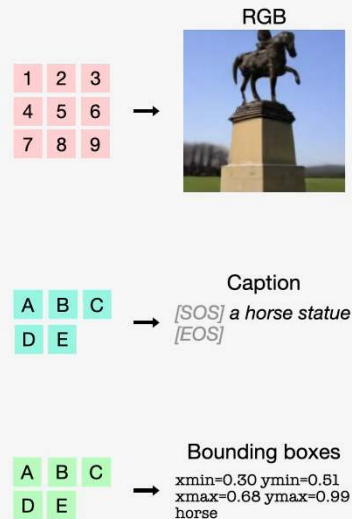 RGB
1 2 3
4 5 6
7 8 9
Caption
A B C
D E
[SOS] a horse statue
[EOS]
Bounding boxes
A B C
D E
xmin=0.30 ymin=0.51
xmax=0.68 ymax=0.99
horse